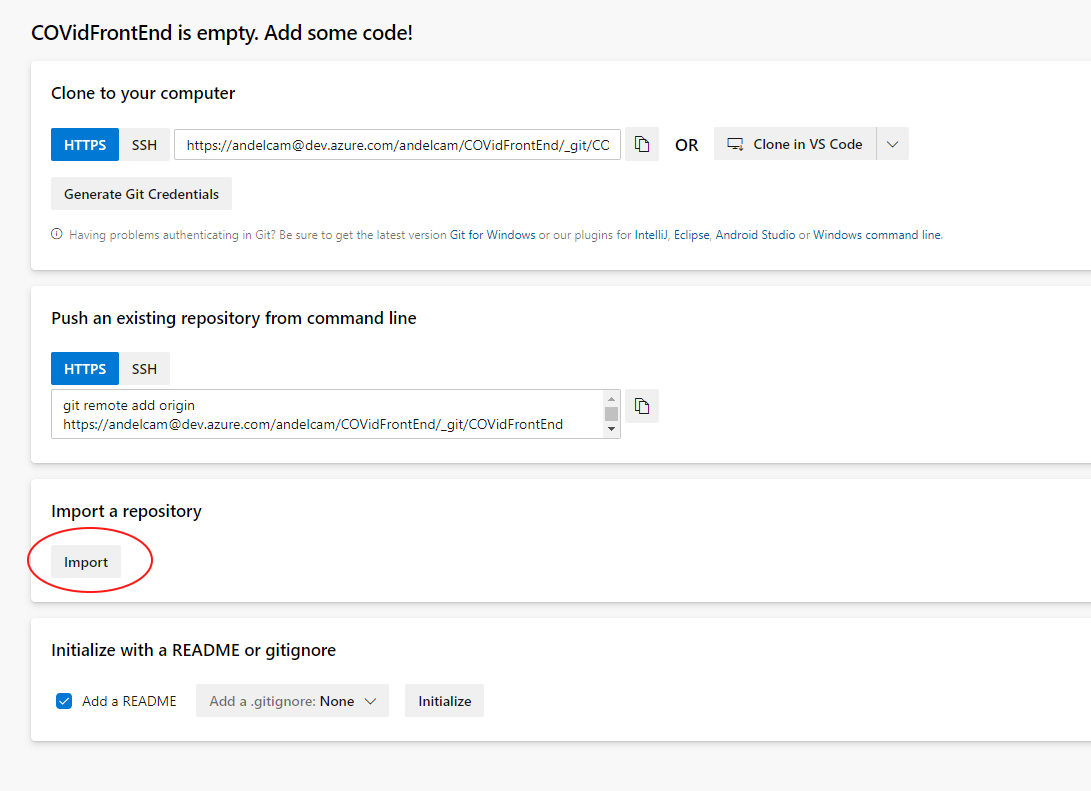 COVidFrontEnd is empty. Add some code!
Clone to your computer
HTTPS SSH https://andelcam@dev.azure.com/andelcam/COVidFrontEnd/_git/CO OR Clone in VS Code
Generate Git Credentials
Having problems authenticating in Git? Be sure to get the latest version Git for Windows or our plugins for IntelliJ, Eclipse, Android Studio or Windows command line.
Push an existing repository from command line
HTTPS SSH
git remote add origin
https://andelcam@dev.azure.com/andelcam/COVidFrontEnd/_git/COVidFrontEnd
Import a repository
Import
Initialize with a README or gitignore
Add a README Add a .gitignore: None Initialize